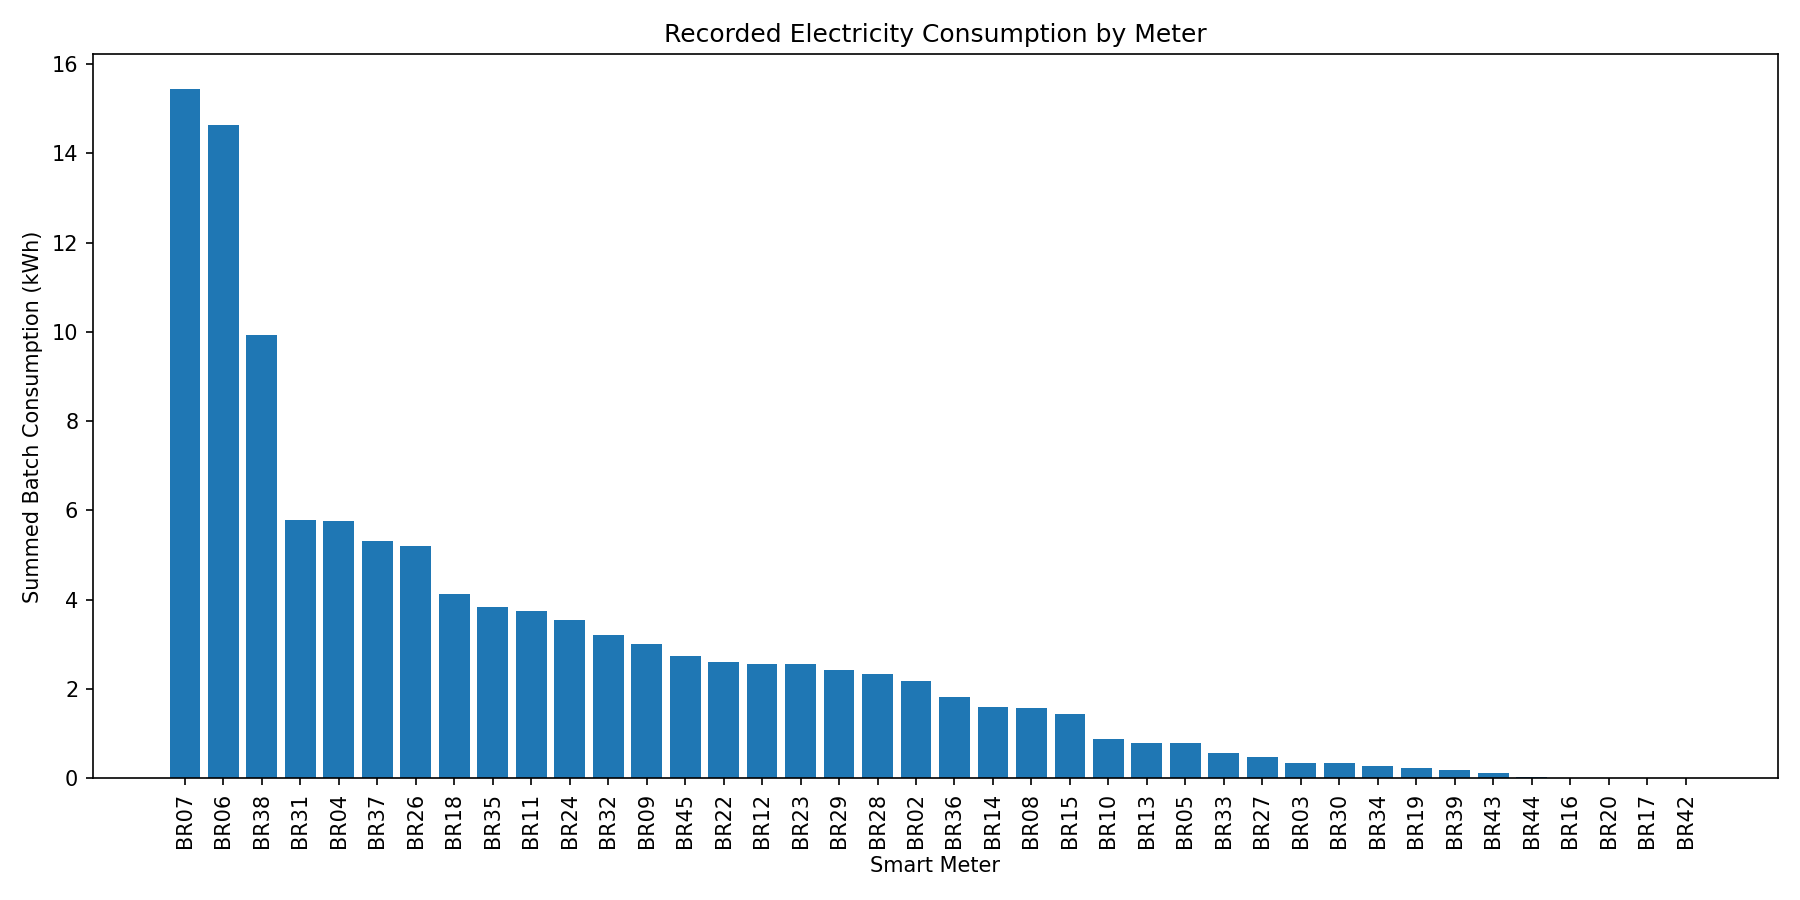 Recorded Electricity Consumption by Meter
Summed Batch Consumption (kWh)
16
14
12
10
8
6
4
2
0
BR07 BR06 BR38 BR31 BR04 BR37 BR26 BR18 BR35 BR11 BR24 BR32 BR09 BR45 BR22 BR12 BR23 BR29 BR28 BR02 BR36 BR14 BR08 BR15 BR10 BR13 BR05 BR33 BR27 BR03 BR30 BR34 BR19 BR39 BR43 BR44 BR16 BR20 BR17 BR42
Smart Meter